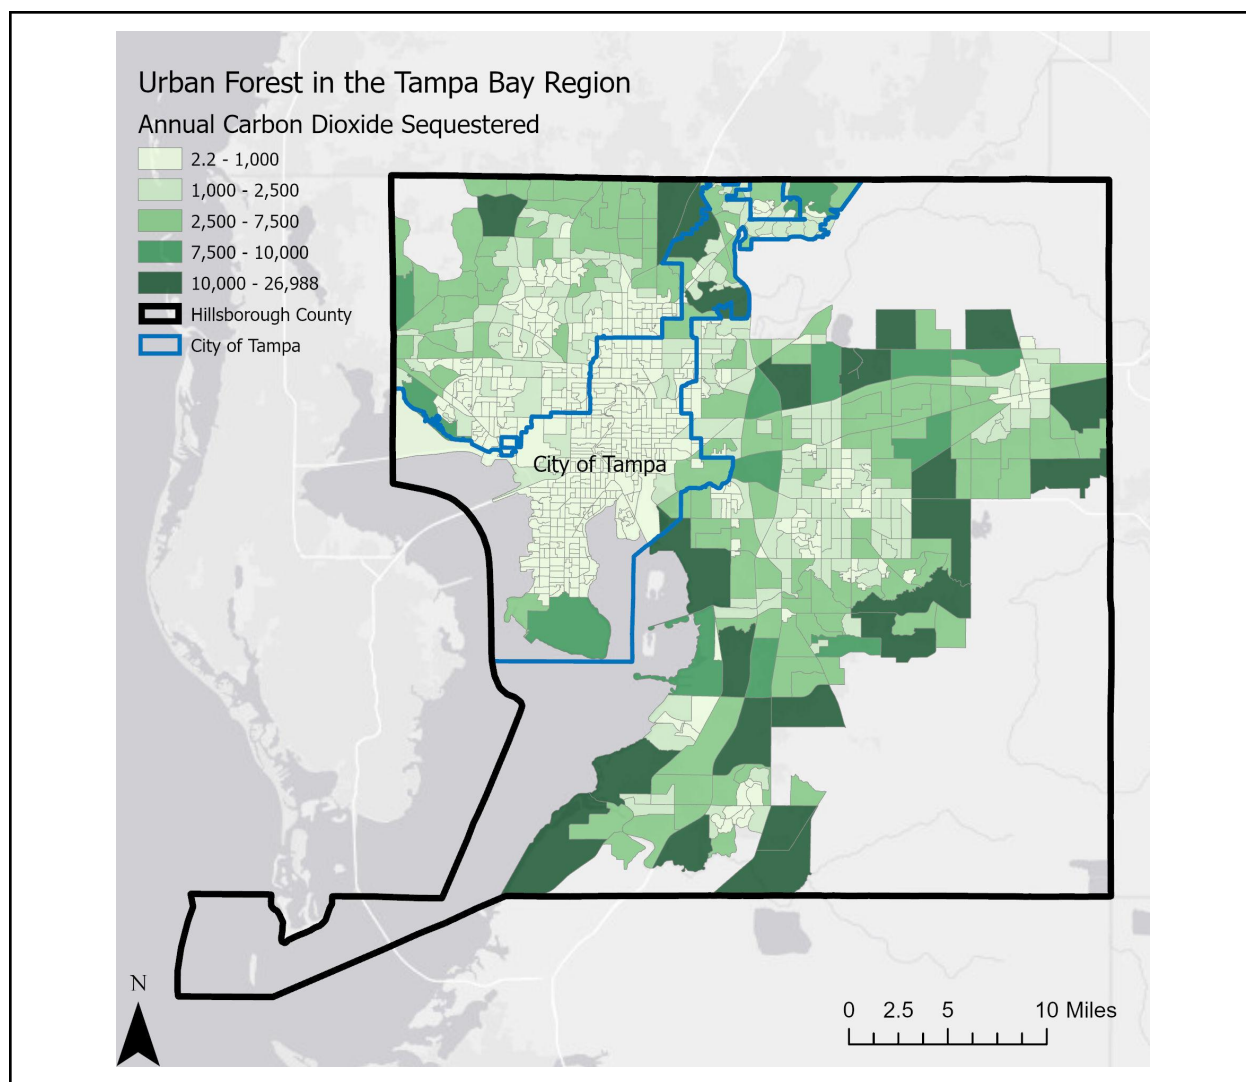 Urban Forest in the Tampa Bay Region
Annual Carbon Dioxide Sequestered
2.2 - 1,000
1,000 - 2,500
2,500 - 7,500
7,500 - 10,000
10,000 - 26,988
Hillsborough County
City of Tampa
City of Tampa
N
0 2.5 5 10 Miles